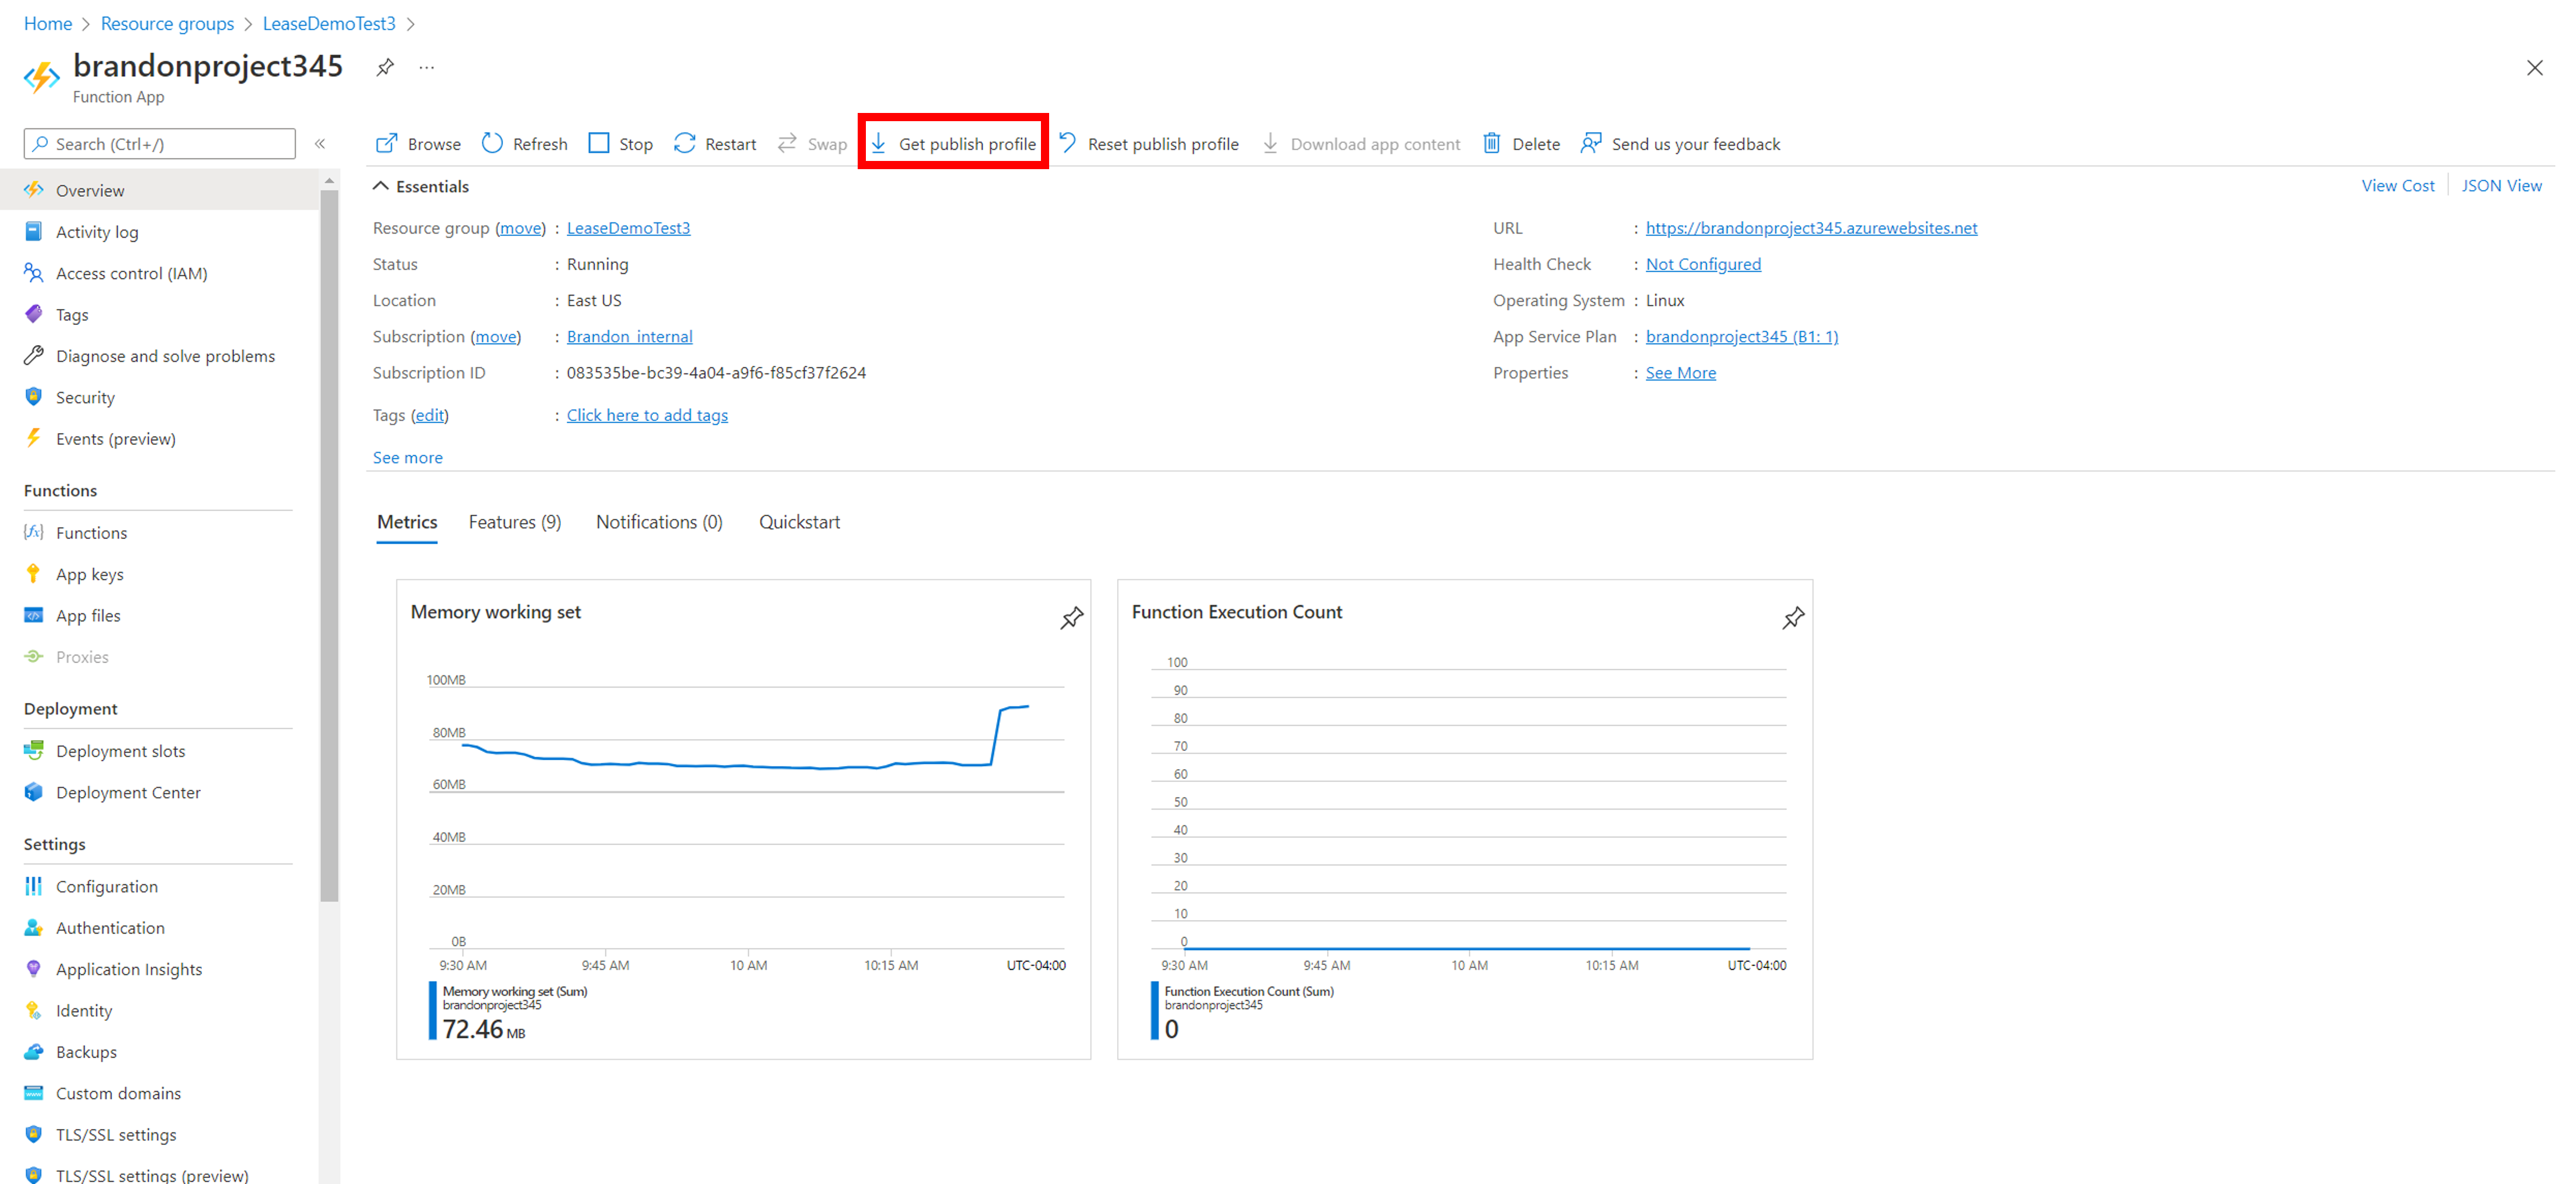 Home > Resource groups > LeaseDemoTest3 >
brandonproject345
...
Function App
Search (Ctrl+/)
«
Browse
Refresh
Stop
Restart
Swap
Get publish profile
Reset publish profile
Download app content
Delete
Send us your feedback
Overview
Activity log
Access control (IAM)
Tags
Diagnose and solve problems
Security
Events (preview)
Functions
Functions
App keys
App files
Proxies
Deployment
Deployment slots
Deployment Center
Settings
Configuration
Authentication
Application Insights
Identity
Backups
Custom domains
TLS/SSL settings
TLS/SSL settings (preview)
Essentials
View Cost
JSON View
Resource group (move) : LeaseDemoTest3
Status : Running
Location : East US
Subscription (move) : Brandon_internal
Subscription ID : 083535be-bc39-4a04-a9f6-f85cf37f2624
Tags (edit) : Click here to add tags
See more
URL : https://brandonproject345.azurewebsites.net
Health Check : Not Configured
Operating System : Linux
App Service Plan : brandonproject345 (B1: 1)
Properties : See More
Metrics
Features (9)
Notifications (0)
Quickstart
Memory working set
100MB
80MB
60MB
40MB
20MB
0B
9:30 AM 9:45 AM 10 AM 10:15 AM UTC-04:00
Memory working set (Sum)
brandonproject345
72.46 MB
Function Execution Count
100
90
80
70
60
50
40
30
20
10
0
9:30 AM 9:45 AM 10 AM 10:15 AM UTC-04:00
Function Execution Count (Sum)
brandonproject345
0